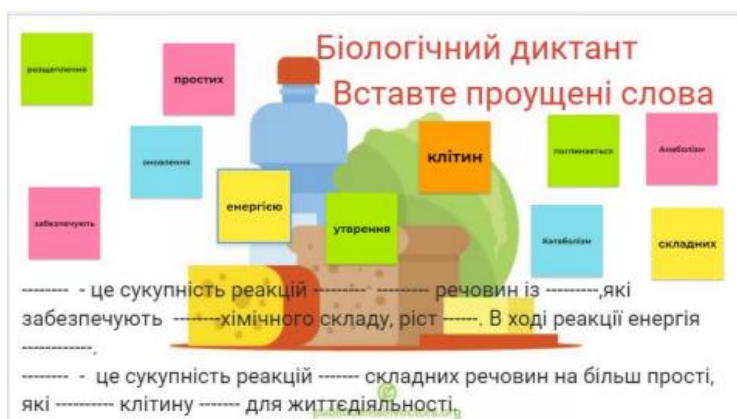 Біологічний диктант
Вставте проущені слова
розщеплення
простих
оновлення
клітин
поглинається
Анаболізм
забезпечують
енергією
утврення
Катаболізм
складних
-------- - це сукупність реакцій --------- -------- речовин із ---------,які
забезпечують --------хімічного складу, ріст ------. В ході реакції енергія
------------.
-------- - це сукупність реакцій ------- складних речовин на більш прості,
які ---------- клітину ------- для життєдіяльності.